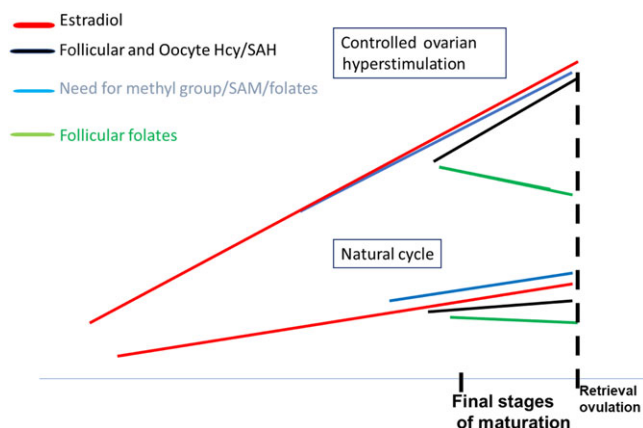 Estradiol
Follicular and Oocyte Hcy/SAH
Need for methyl group/SAM/folates
Follicular folates
Controlled ovarian
hyperstimulation
Natural cycle
Final stages
of maturation
Retrieval
ovulation